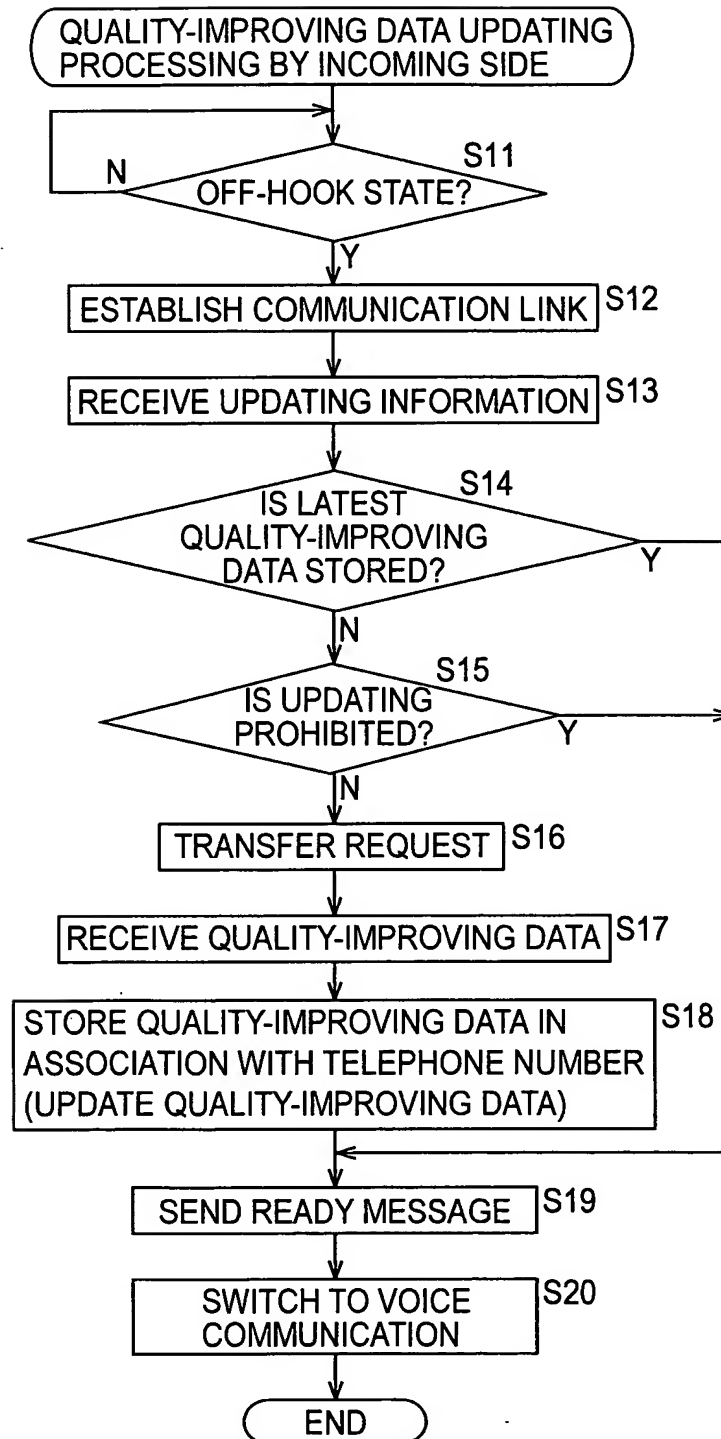 QUALITY-IMPROVING DATA UPDATING
PROCESSING BY INCOMING SIDE
S11
N
OFF-HOOK STATE?
Y
ESTABLISH COMMUNICATION LINK
S12
RECEIVE UPDATING INFORMATION
S13
S14
IS LATEST
QUALITY-IMPROVING
DATA STORED?
Y
N
S15
IS UPDATING
PROHIBITED?
Y
N
TRANSFER REQUEST
S16
RECEIVE QUALITY-IMPROVING DATA
S17
STORE QUALITY-IMPROVING DATA IN
S18
ASSOCIATION WITH TELEPHONE NUMBER
(UPDATE QUALITY-IMPROVING DATA)
SEND READY MESSAGE
S19
SWITCH TO VOICE
S20
COMMUNICATION
END